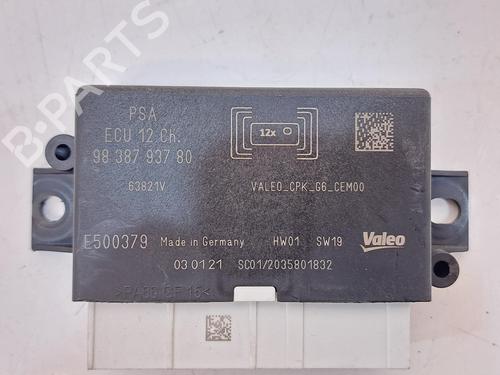 PSA
ECU 12 Ch.
98 387 937 80
12x
63821V
VALEO_CPK_G6_CEM00
E500379 Made in Germany HW01 SW19 Valeo
03 01 21 SC01/2035801832
B-PARTS